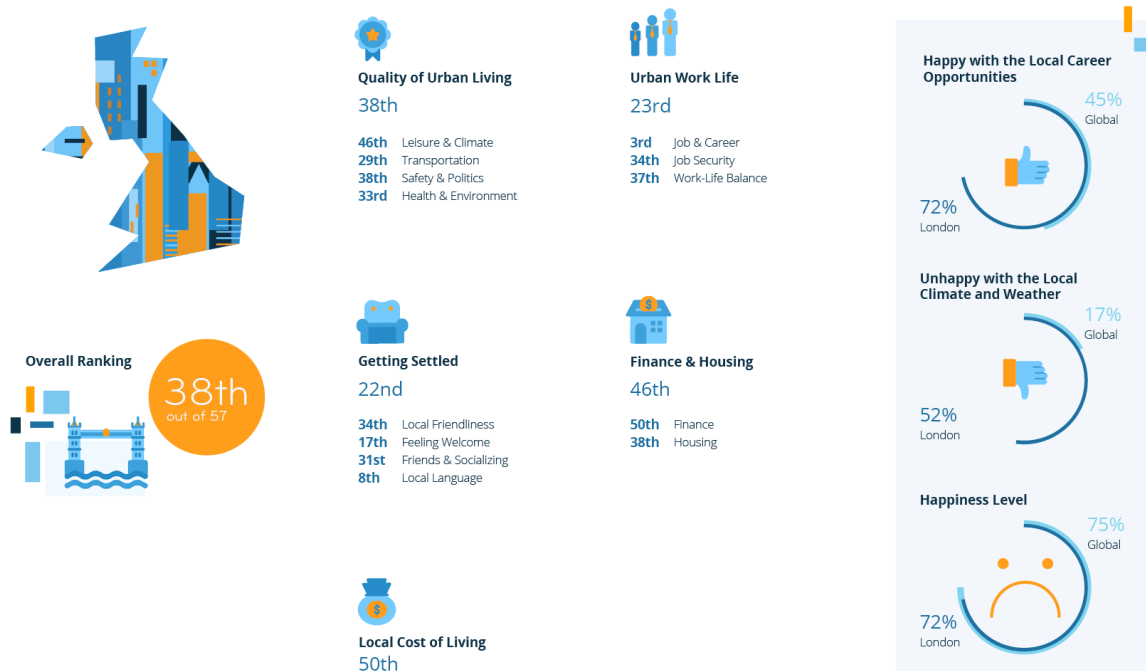 Overall Ranking
38th
out of 57
Quality of Urban Living
38th
46th Leisure & Climate
29th Transportation
38th Safety & Politics
33rd Health & Environment
Urban Work Life
23rd
3rd Job & Career
34th Job Security
37th Work-Life Balance
Getting Settled
22nd
34th Local Friendliness
17th Feeling Welcome
31st Friends & Socializing
8th Local Language
$
Finance & Housing
46th
50th Finance
38th Housing
$
Local Cost of Living
50th
Happy with the Local Career
Opportunities
45%
Global
72%
London
Unhappy with the Local
Climate and Weather
17%
Global
52%
London
Happiness Level
75%
Global
72%
London